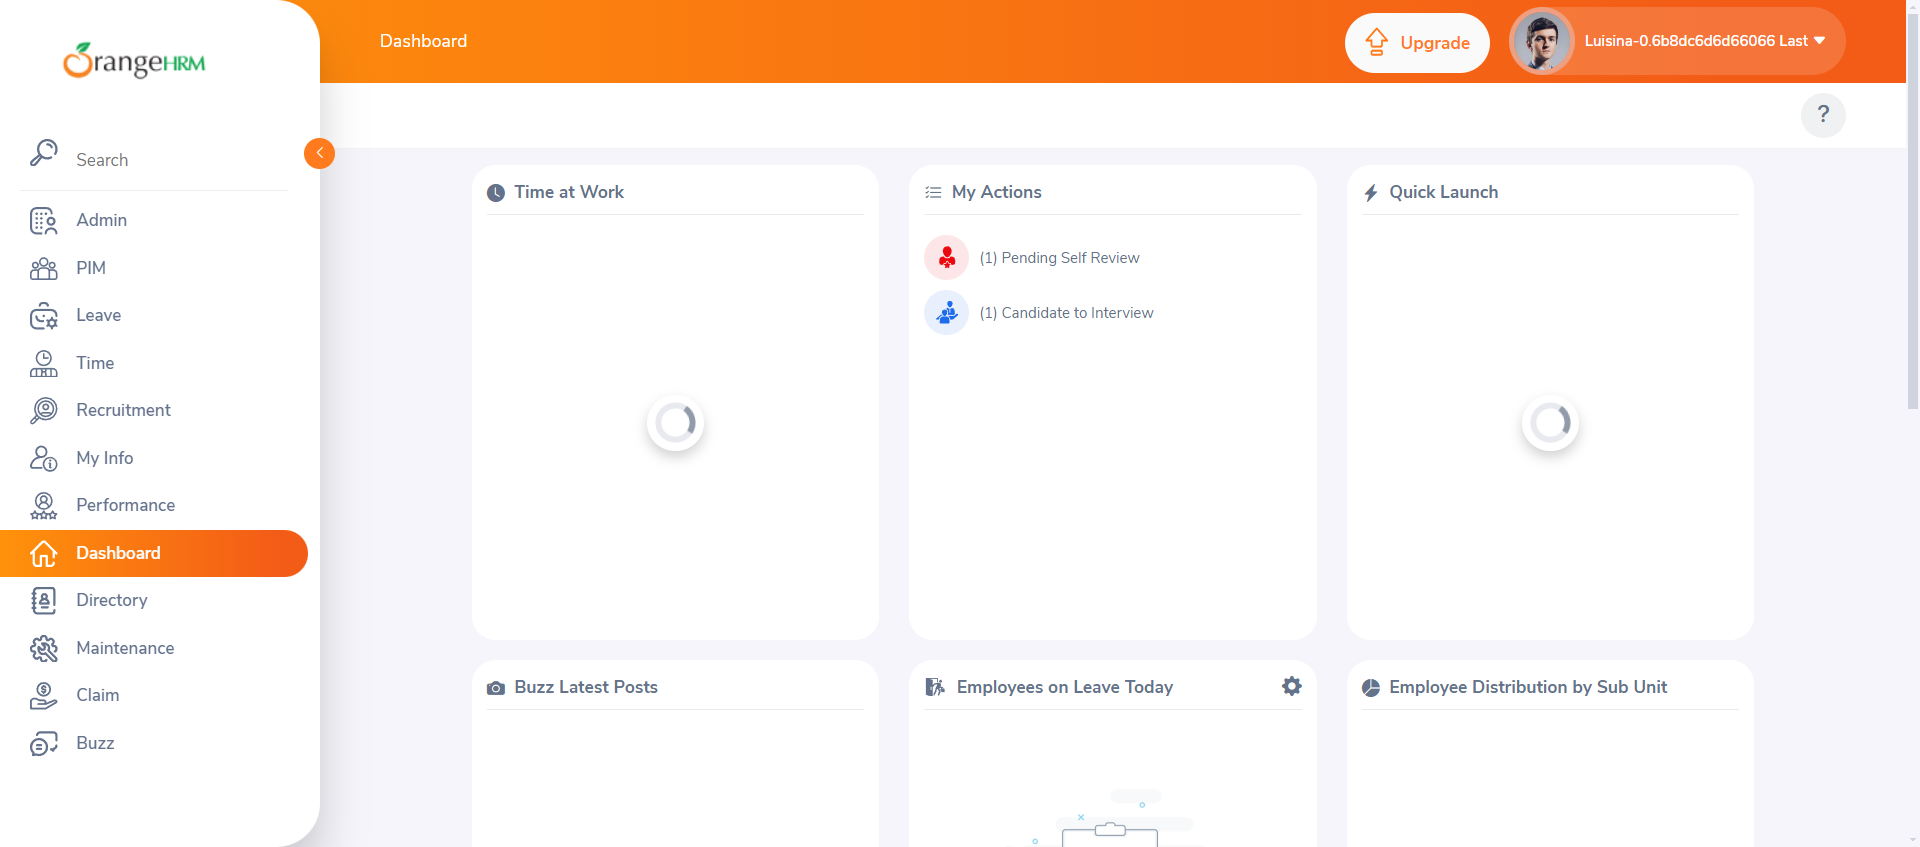 OrangeHRM
Dashboard
Upgrade
Luisina-0.6b8dc6d6d66066 Last
?
Search
Admin
PIM
Leave
Time
Recruitment
My Info
Performance
Dashboard
Directory
Maintenance
Claim
Buzz
Time at Work
My Actions
(1) Pending Self Review
(1) Candidate to Interview
Quick Launch
Buzz Latest Posts
Employees on Leave Today
Employee Distribution by Sub Unit